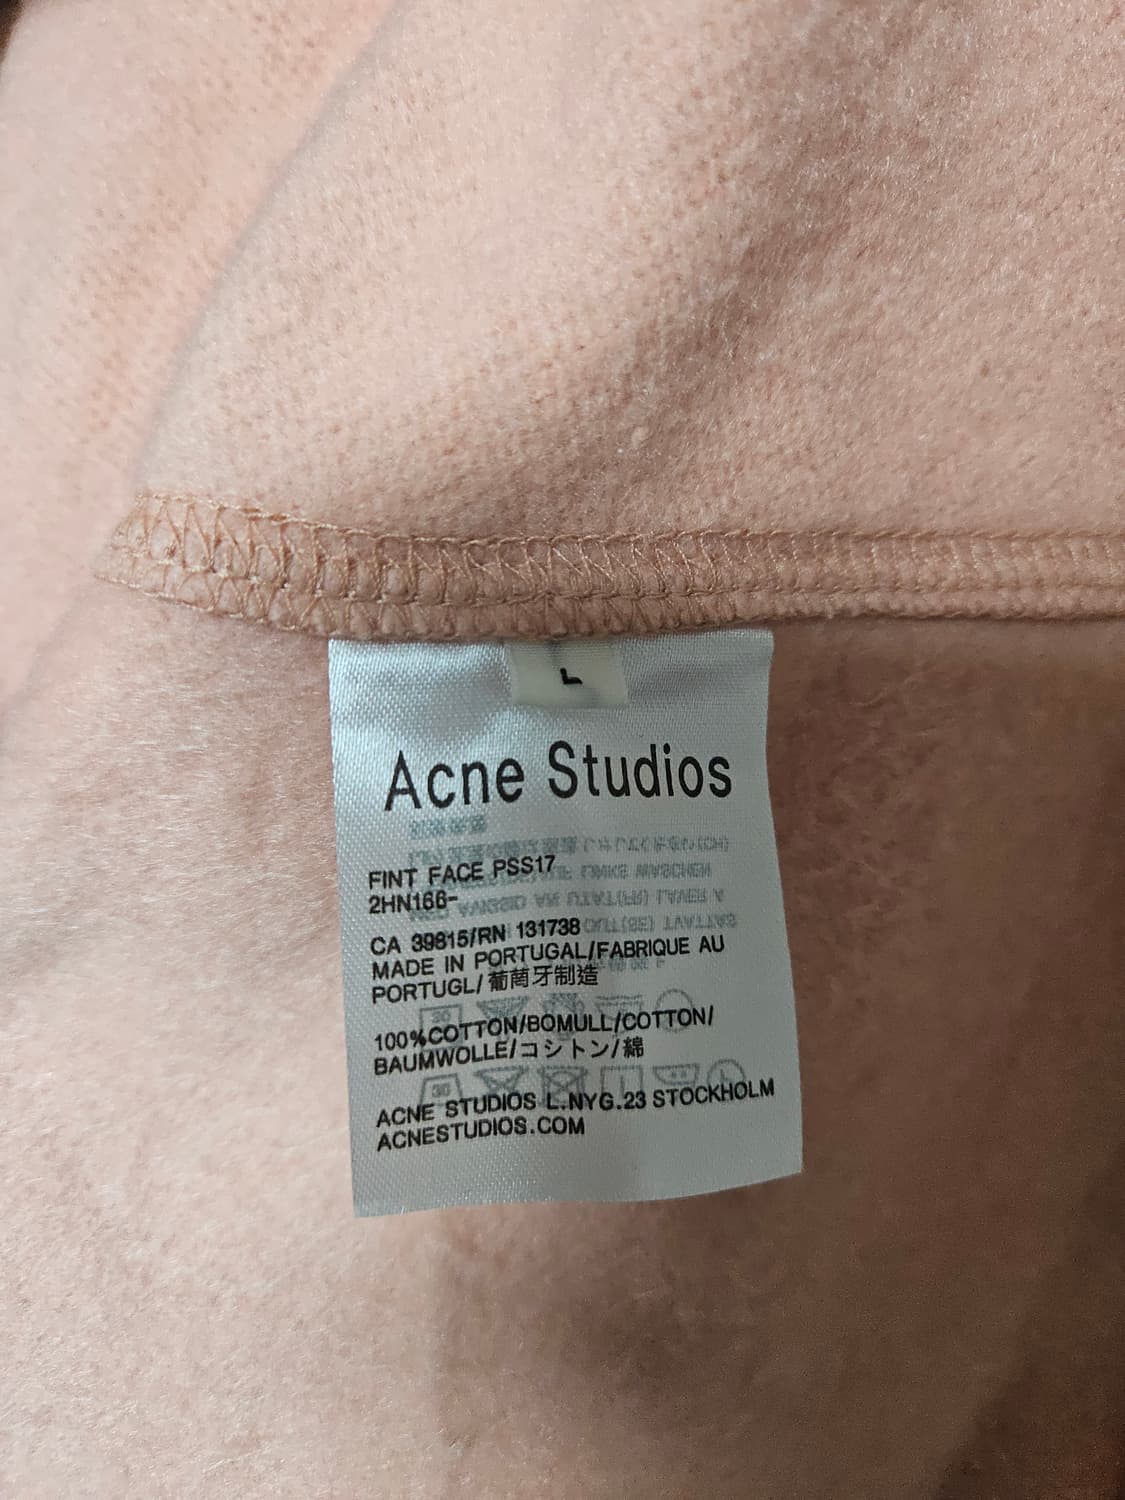 L
Acne Studios
FINT FACE PSS17
2HN166-
CA 39815/RN 131738
MADE IN PORTUGAL/FABRIQUE AU
PORTUGL/葡萄牙制造
100%COTTON/BOMULL/COTTON/
BAUMWOLLE/コシトン/綿
ACNE STUDIOS L.NYG.23 STOCKHOLM
ACNESTUDIOS.COM